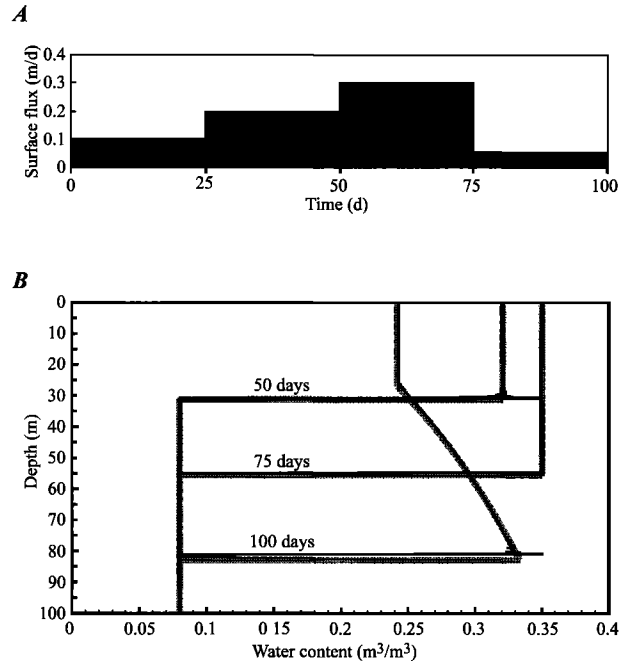 A
Surface flux (m/d)
0.4
0.3
0.2
0.1
0
0 25 50 75 100
Time (d)
B
Depth (m)
0
10
20
30
40
50
60
70
80
90
100
50 days
75 days
100 days
0 0.05 0 1 0.15 0.2 0.25 0.3 0.35 0.4
Water content (m³/m³)